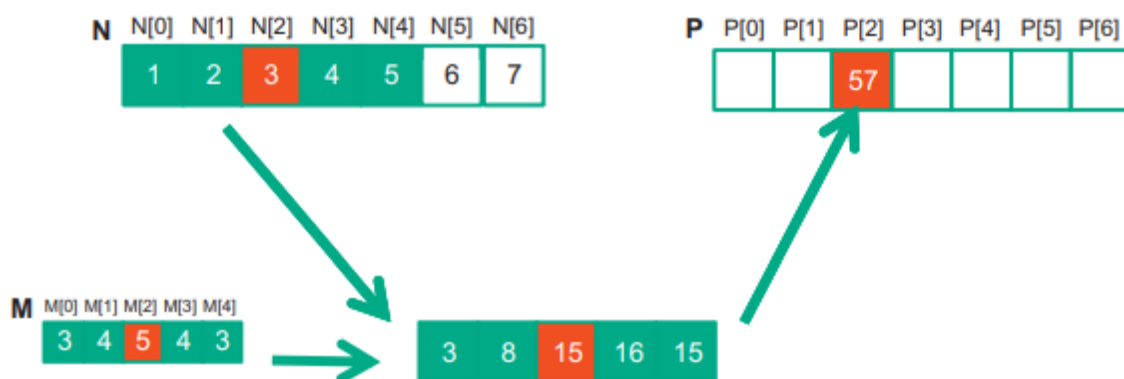 N N[0] N[1] N[2] N[3] N[4] N[5] N[6]
1 2 3 4 5 6 7
P P[0] P[1] P[2] P[3] P[4] P[5] P[6]
57
M M[0] M[1] M[2] M[3] M[4]
3 4 5 4 3
3 8 15 16 15